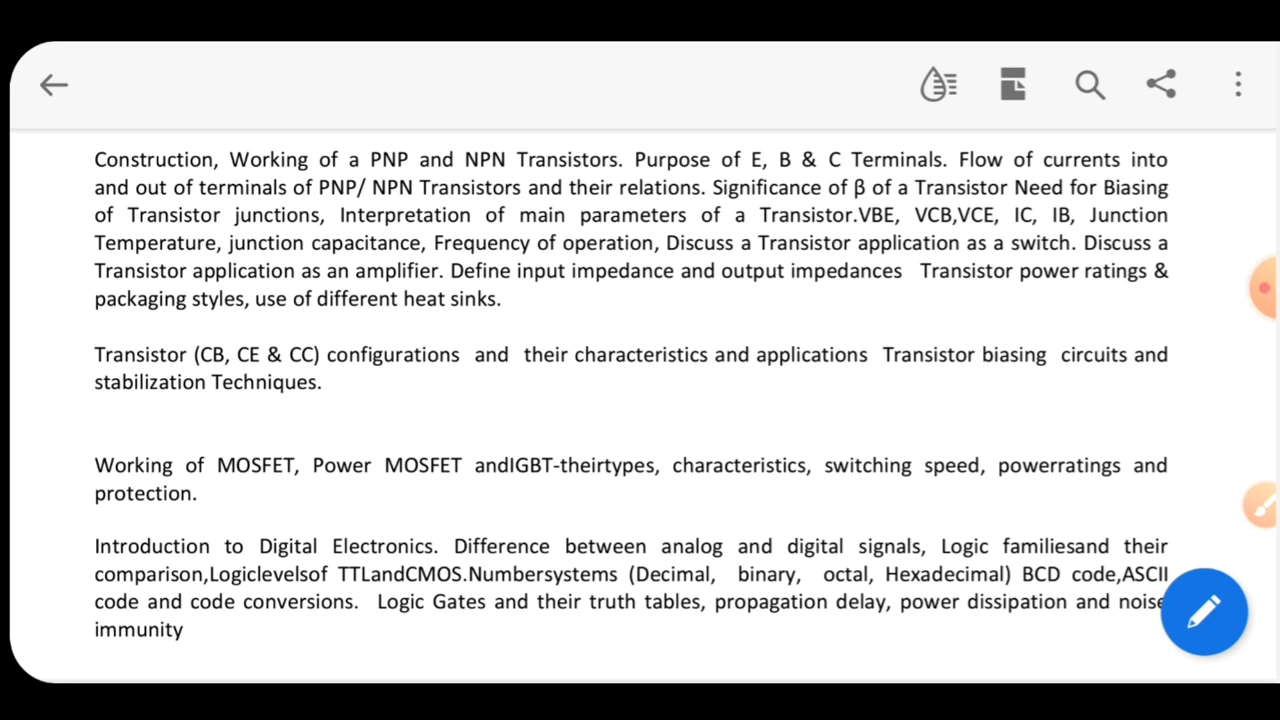 Construction, Working of a PNP and NPN Transistors. Purpose of E, B & C Terminals. Flow of currents into
and out of terminals of PNP/ NPN Transistors and their relations. Significance of β of a Transistor Need for Biasing
of Transistor junctions, Interpretation of main parameters of a Transistor.VBE, VCB,VCE, IC, IB, Junction
Temperature, junction capacitance, Frequency of operation, Discuss a Transistor application as a switch. Discuss a
Transistor application as an amplifier. Define input impedance and output impedances Transistor power ratings &
packaging styles, use of different heat sinks.
Transistor (CB, CE & CC) configurations and their characteristics and applications Transistor biasing circuits and
stabilization Techniques.
Working of MOSFET, Power MOSFET andIGBT-theirtypes, characteristics, switching speed, powerratings and
protection.
Introduction to Digital Electronics. Difference between analog and digital signals, Logic familiesand their
comparison,Logiclevelsof TTLandCMOS.Numbersystems (Decimal, binary, octal, Hexadecimal) BCD code,ASCII
code and code conversions. Logic Gates and their truth tables, propagation delay, power dissipation and noise
immunity